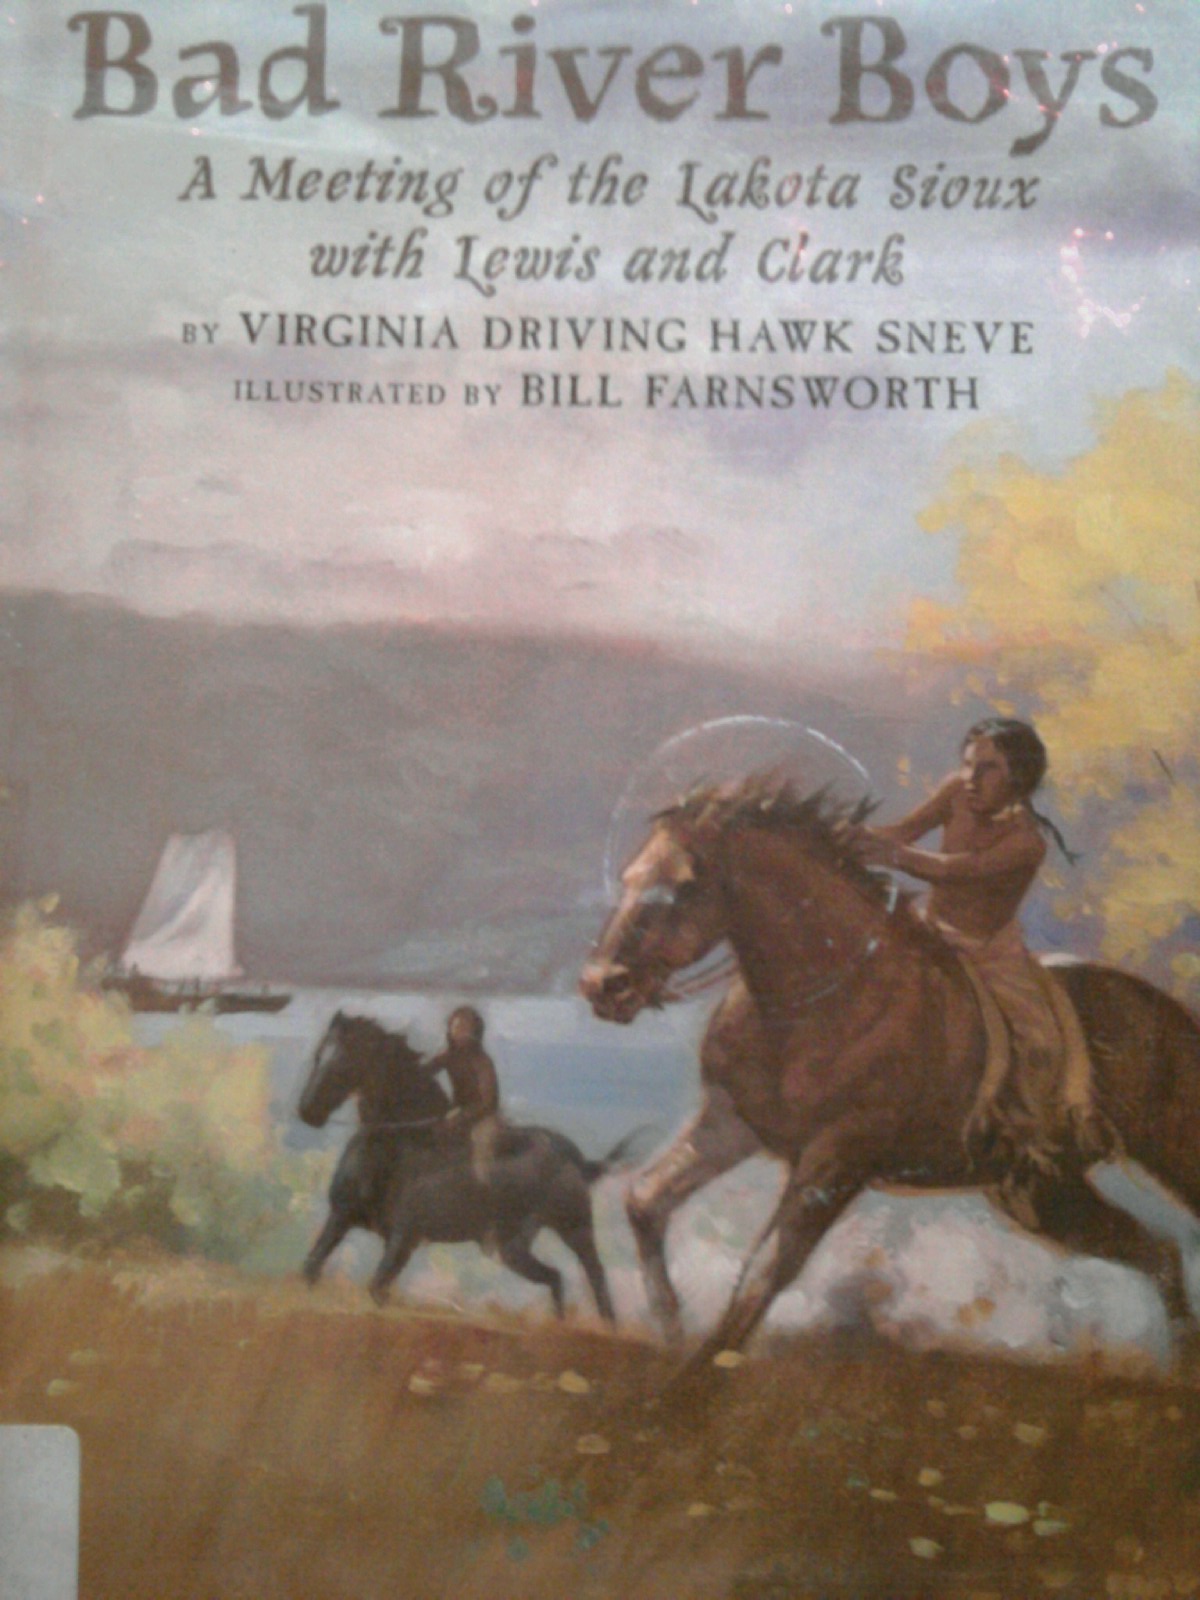 Bad River Boys
A Meeting of the Lakota Sioux
with Lewis and Clark
BY VIRGINIA DRIVING HAWK SNEVE
ILLUSTRATED BY BILL FARNSWORTH